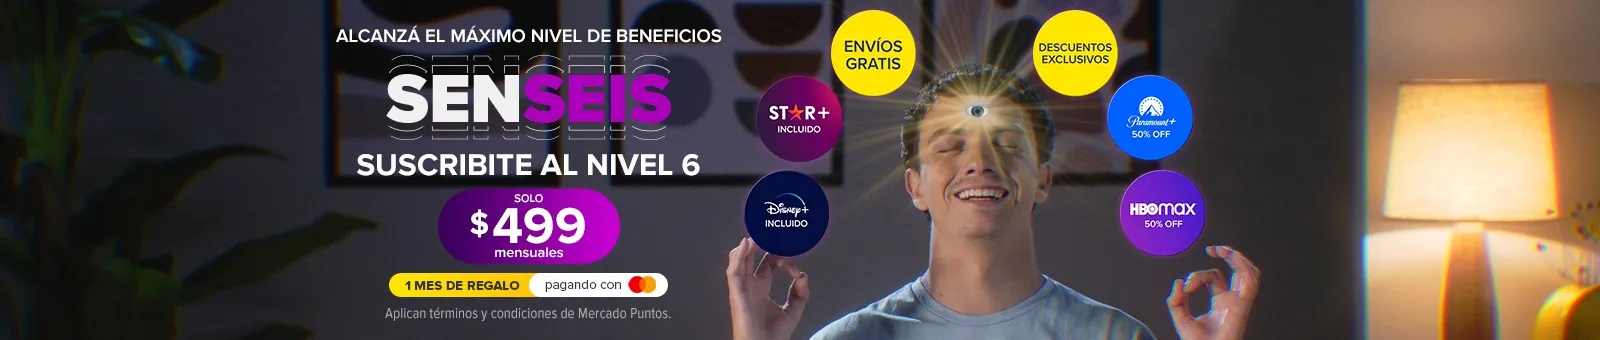 ALCANZÁ EL MÁXIMO NIVEL DE BENEFICIOS
SENSEIS
SUSCRIBITE AL NIVEL 6
SOLO
$499
mensuales
1 MES DE REGALO pagando con
Aplican términos y condiciones de Mercado Puntos.
ENVÍOS
GRATIS
DESCUENTOS
EXCLUSIVOS
STAR+
INCLUIDO
Paramount+
50% OFF
Disney+
INCLUIDO
HBOMAX
50% OFF